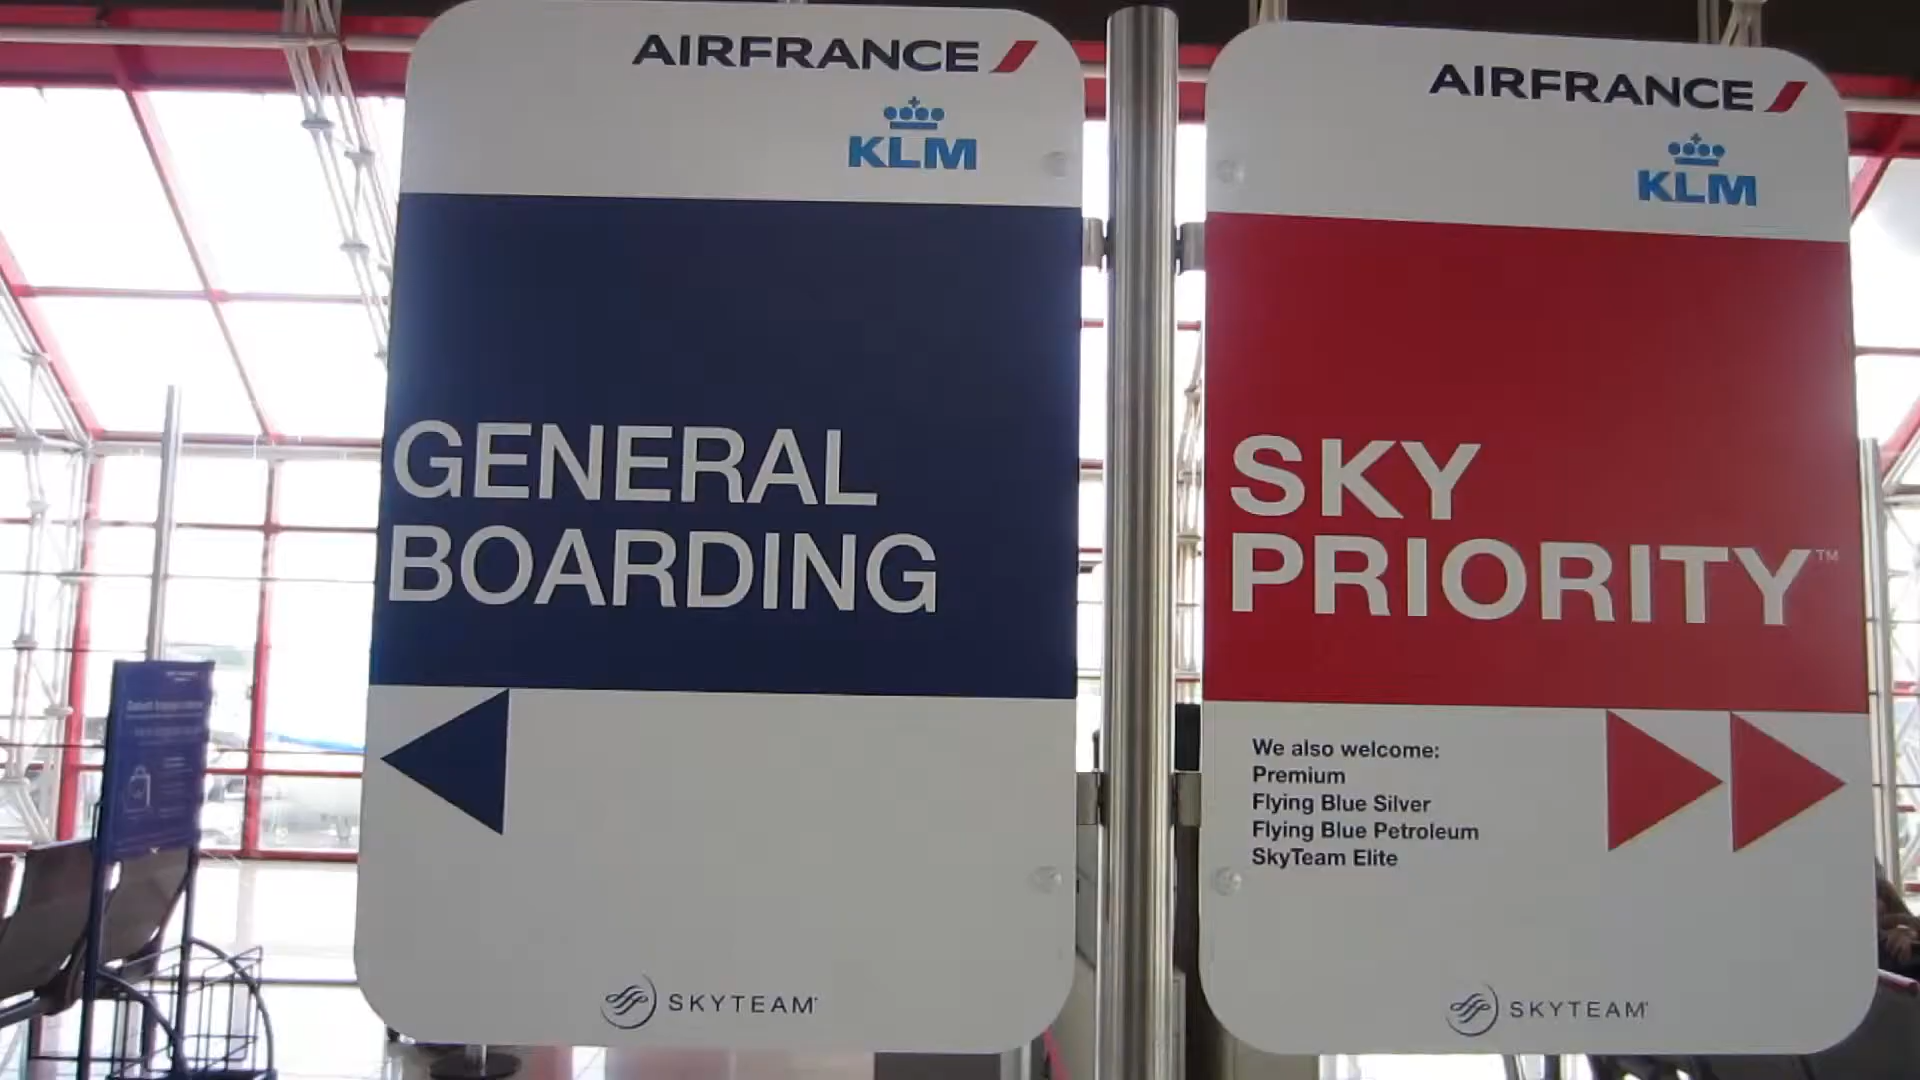 AIRFRANCE
KLM
GENERAL
BOARDING
SKYTEAM
AIRFRANCE
KLM
SKY
PRIORITY™
We also welcome:
Premium
Flying Blue Silver
Flying Blue Petroleum
SkyTeam Elite
SKYTEAM